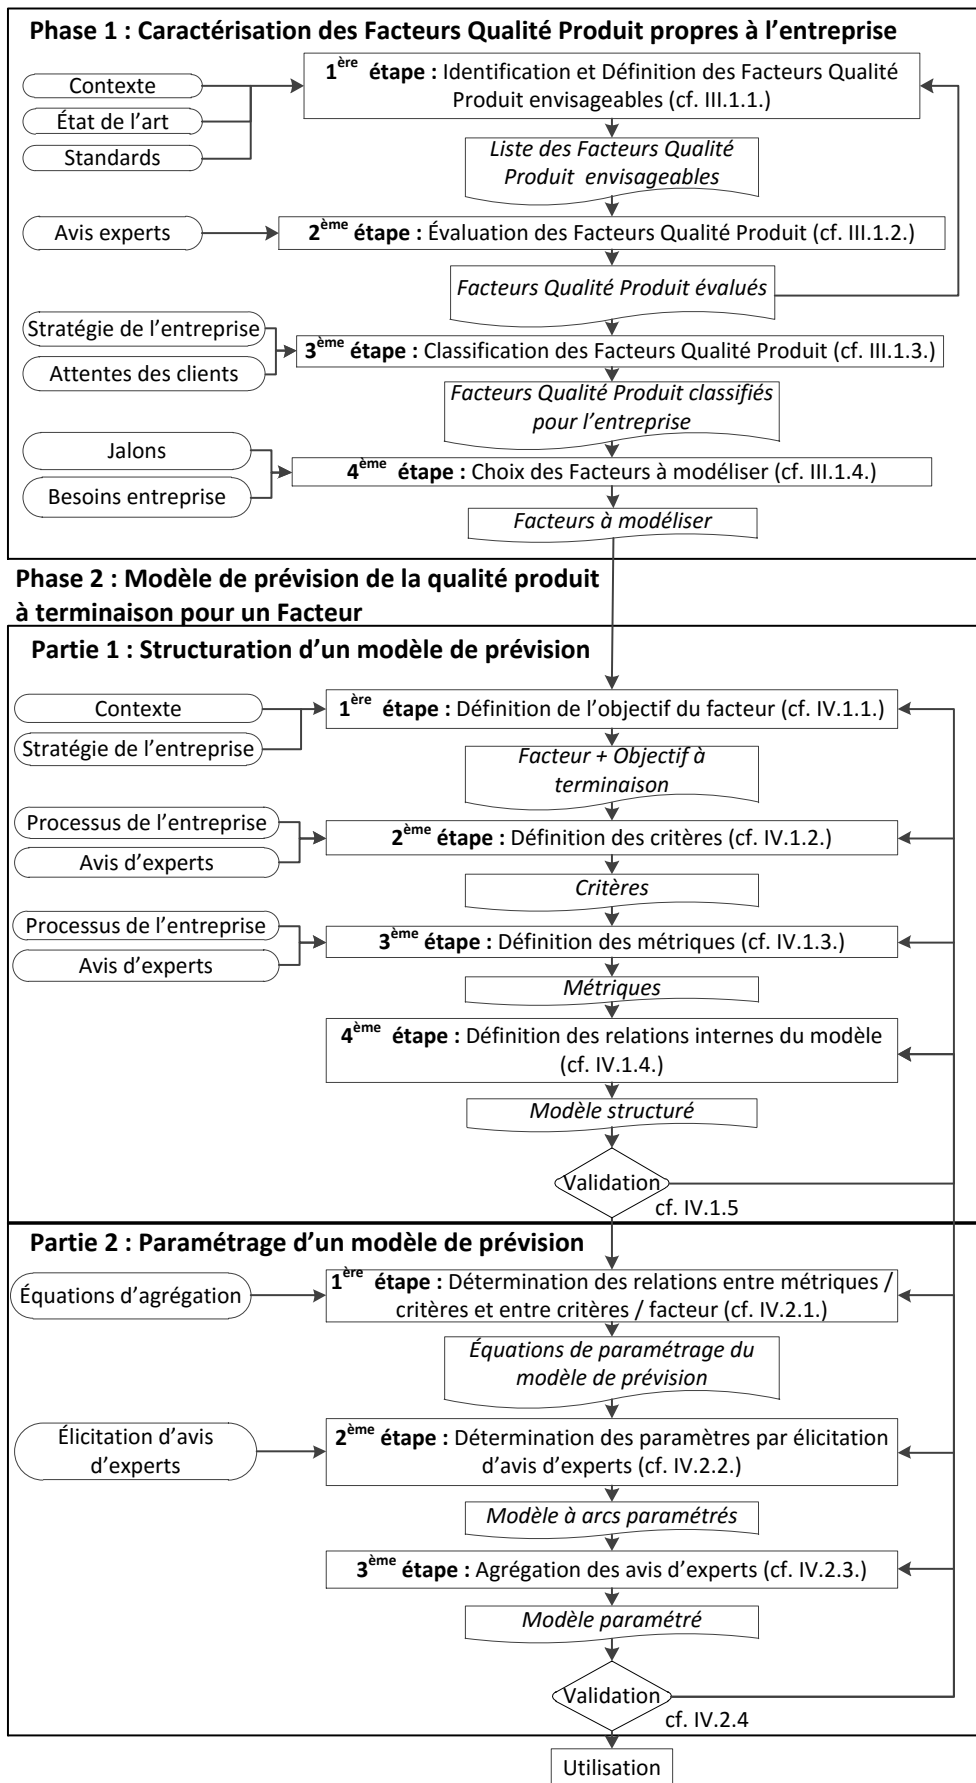 Phase 1 : Caractérisation des Facteurs Qualité Produit propres à l'entreprise
Contexte
État de l'art
Standards
1ère étape : Identification et Définition des Facteurs Qualité
Produit envisageables (cf. III.1.1.)
Liste des Facteurs Qualité
Produit envisageables
Avis experts
2ème étape : Évaluation des Facteurs Qualité Produit (cf. III.1.2.)
Facteurs Qualité Produit évalués
Stratégie de l'entreprise
Attentes des clients
3ème étape : Classification des Facteurs Qualité Produit (cf. III.1.3.)
Facteurs Qualité Produit classifiés
pour l'entreprise
Jalons
Besoins entreprise
4ème étape : Choix des Facteurs à modéliser (cf. III.1.4.)
Facteurs à modéliser
Phase 2 : Modèle de prévision de la qualité produit
à terminaison pour un Facteur
Partie 1 : Structuration d'un modèle de prévision
Contexte
Stratégie de l'entreprise
1ère étape : Définition de l'objectif du facteur (cf. IV.1.1.)
Facteur + Objectif à
terminaison
Processus de l'entreprise
Avis d'experts
2ème étape : Définition des critères (cf. IV.1.2.)
Critères
Processus de l'entreprise
Avis d'experts
3ème étape : Définition des métriques (cf. IV.1.3.)
Métriques
4ème étape : Définition des relations internes du modèle
(cf. IV.1.4.)
Modèle structuré
Validation
cf. IV.1.5
Partie 2 : Paramétrage d'un modèle de prévision
Équations d'agrégation
1ère étape : Détermination des relations entre métriques /
critères et entre critères / facteur (cf. IV.2.1.)
Équations de paramétrage du
modèle de prévision
Élicitation d'avis
d'experts
2ème étape : Détermination des paramètres par élicitation
d'avis d'experts (cf. IV.2.2.)
Modèle à arcs paramétrés
3ème étape : Agrégation des avis d'experts (cf. IV.2.3.)
Modèle paramétré
Validation
cf. IV.2.4
Utilisation